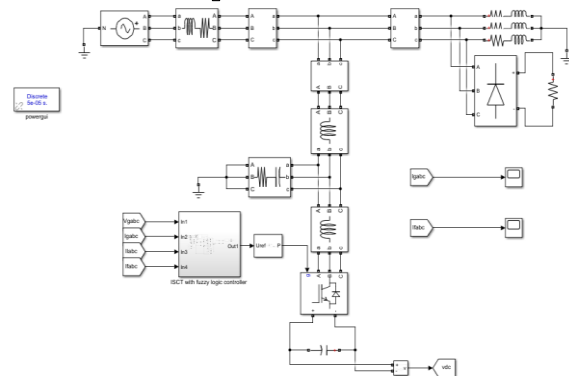 N
A
B
C
a
b
c
A
B
C
A
B
C
Discrete
5e-05 s.
powergui
A
B
C
+
-
A
B
C
a
b
c
Igabc
Ifabc
Vgabc
Igabc
Ilabc
Ifabc
In1
In2
In3
In4
Out1
ISCT with fuzzy logic controller
Uref
P
A
B
C
a
b
c
g
A
B
C
+
-
+
-
v
vdc